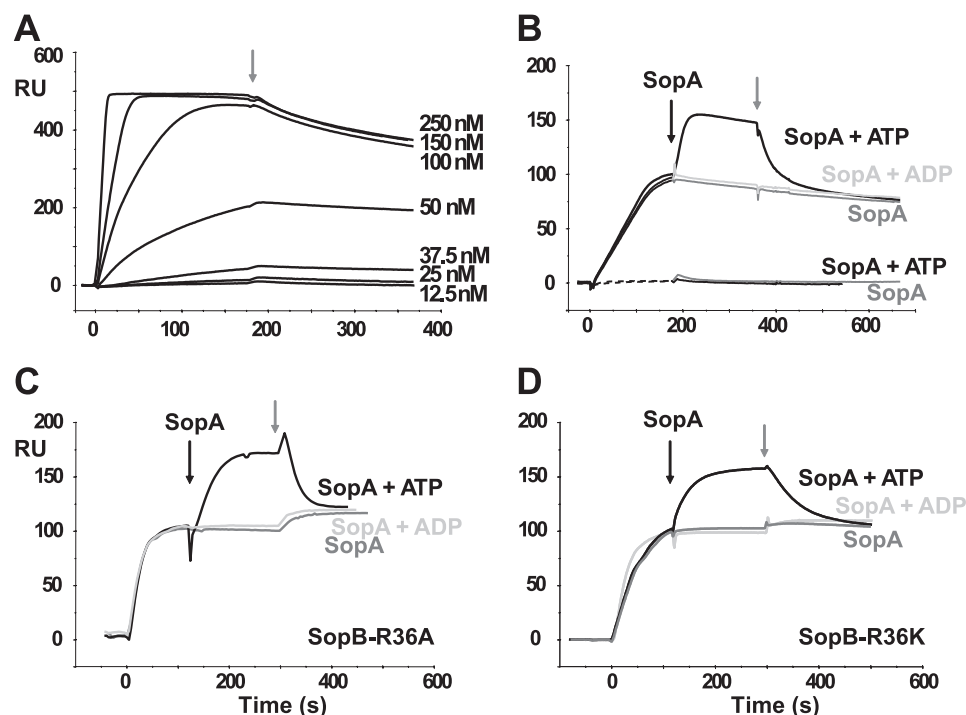 A
600
RU
400
200
0
250 nM
150 nM
100 nM
50 nM
37.5 nM
25 nM
12.5 nM
0 100 200 300 400
B
200
150
100
50
0
SopA
SopA + ATP
SopA + ADP
SopA
SopA + ATP
SopA
0 200 400 600
C
200
RU
150
100
50
0
SopA
SopA + ATP
SopA + ADP
SopA
SopB-R36A
0 200 400 600
Time (s)
D
200
150
100
50
0
SopA
SopA + ATP
SopA + ADP
SopA
SopB-R36K
0 200 400 600
Time (s)